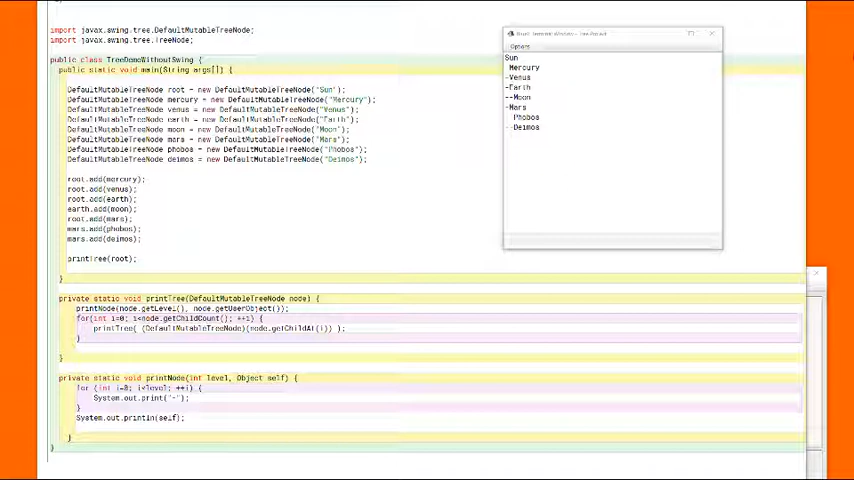 import javax.swing.tree.DefaultMutableTreeNode;
import javax.swing.tree.TreeNode;
public class TreeDemoWithoutSwing {
public static void main(String args[]) {
DefaultMutableTreeNode root = new DefaultMutableTreeNode("Sun");
DefaultMutableTreeNode mercury = new DefaultMutableTreeNode("Mercury");
DefaultMutableTreeNode venus = new DefaultMutableTreeNode("Venus");
DefaultMutableTreeNode earth = new DefaultMutableTreeNode("Earth");
DefaultMutableTreeNode moon = new DefaultMutableTreeNode("Moon");
DefaultMutableTreeNode mars = new DefaultMutableTreeNode("Mars");
DefaultMutableTreeNode phobos = new DefaultMutableTreeNode("Phobos");
DefaultMutableTreeNode deimos = new DefaultMutableTreeNode("Deimos");
root.add(mercury);
root.add(venus);
root.add(earth);
earth.add(moon);
root.add(mars);
mars.add(phobos);
mars.add(deimos);
printTree(root);
}
private static void printTree(DefaultMutableTreeNode node) {
printNode(node.getLevel(), node.getUserObject());
for(int i=0; i<node.getChildCount(); ++i) {
printTree( (DefaultMutableTreeNode)(node.getChildAt(i)) );
}
}
private static void printNode(int level, Object self) {
for (int i=0; i<level; ++i) {
System.out.print("-");
}
System.out.println(self);
}
}
Options
Sun
Mercury
-Venus
-Earth
--Moon
-Mars
Phobos
--Deimos